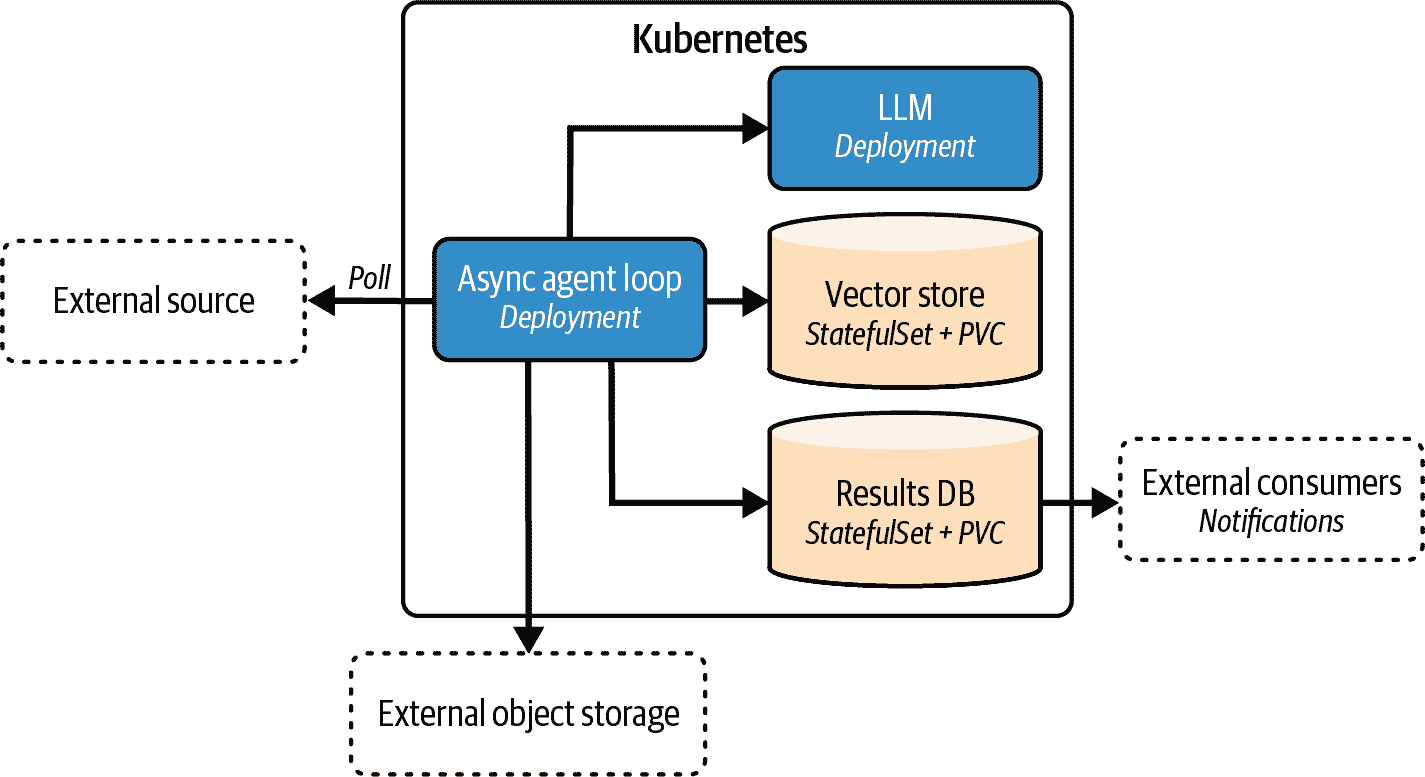 Kubernetes
LLM
Deployment
External source
Poll
Async agent loop
Deployment
Vector store
StatefulSet + PVC
Results DB
StatefulSet + PVC
External consumers
Notifications
External object storage